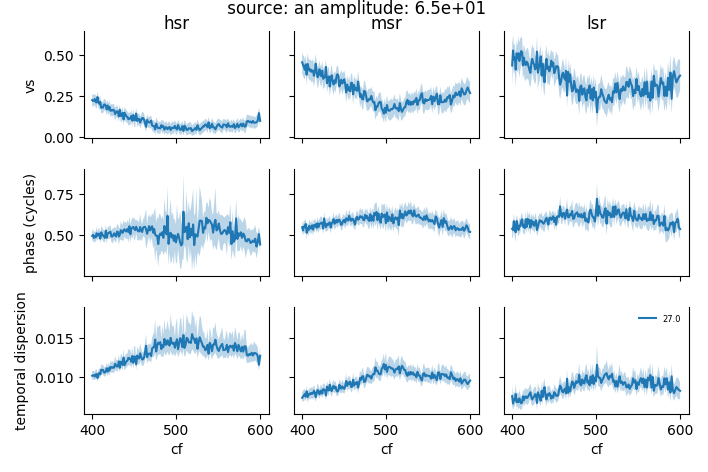 source: an amplitude: 6.5e+01
hsr msr lsr
vs
0.50
0.25
0.00
phase (cycles)
0.75
0.50
temporal dispersion
0.015
0.010
27.0
400 500 600 400 500 600 400 500 600
cf cf cf